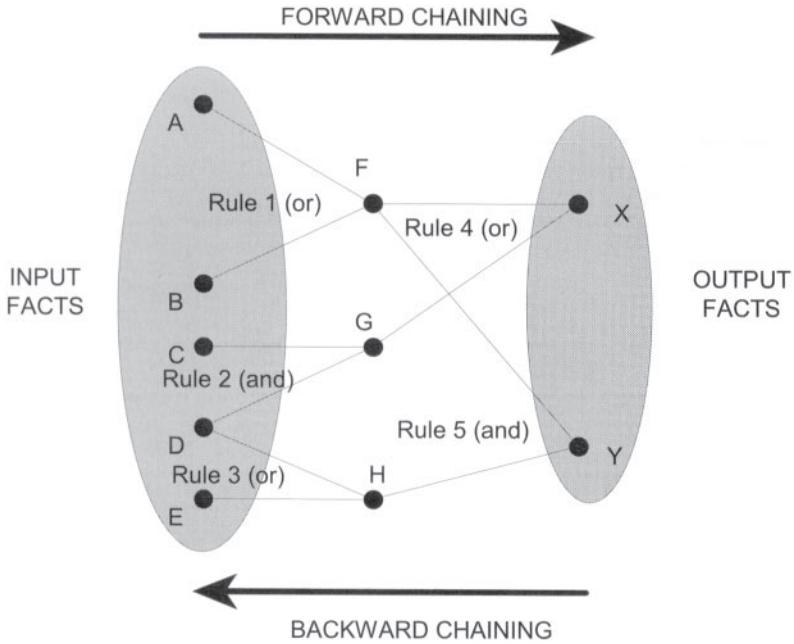 FORWARD CHAINING
A
F
Rule 1 (or)
X
Rule 4 (or)
INPUT
FACTS
OUTPUT
FACTS
B
G
C
Rule 2 (and)
Rule 5 (and)
D
Y
Rule 3 (or)
H
E
BACKWARD CHAINING